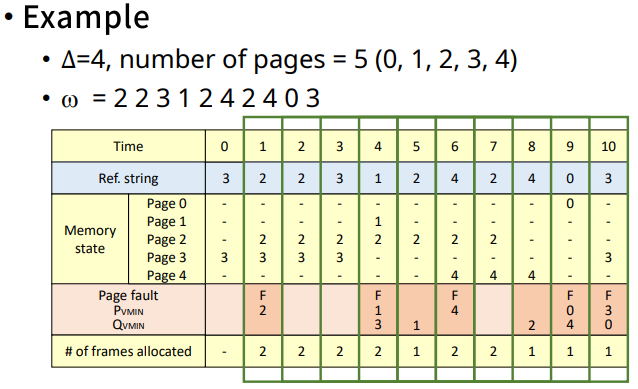 • Example
• Δ=4, number of pages = 5 (0, 1, 2, 3, 4)
• ω = 2 2 3 1 2 4 2 4 0 3
Time 0 1 2 3 4 5 6 7 8 9 10
Ref. string 3 2 2 3 1 2 4 2 4 0 3
Memory state
Page 0 - - - - - - - - - 0 -
Page 1 - - - - 1 - - - - - -
Page 2 - 2 2 2 2 2 2 2 - - -
Page 3 3 3 3 3 - - - - - - 3
Page 4 - - - - - - 4 4 4 - -
Page fault F F F F F
PVMIN 2 1 4 0 3
QVMIN 3 1 2 4 0
# of frames allocated - 2 2 2 2 1 2 2 1 1 1